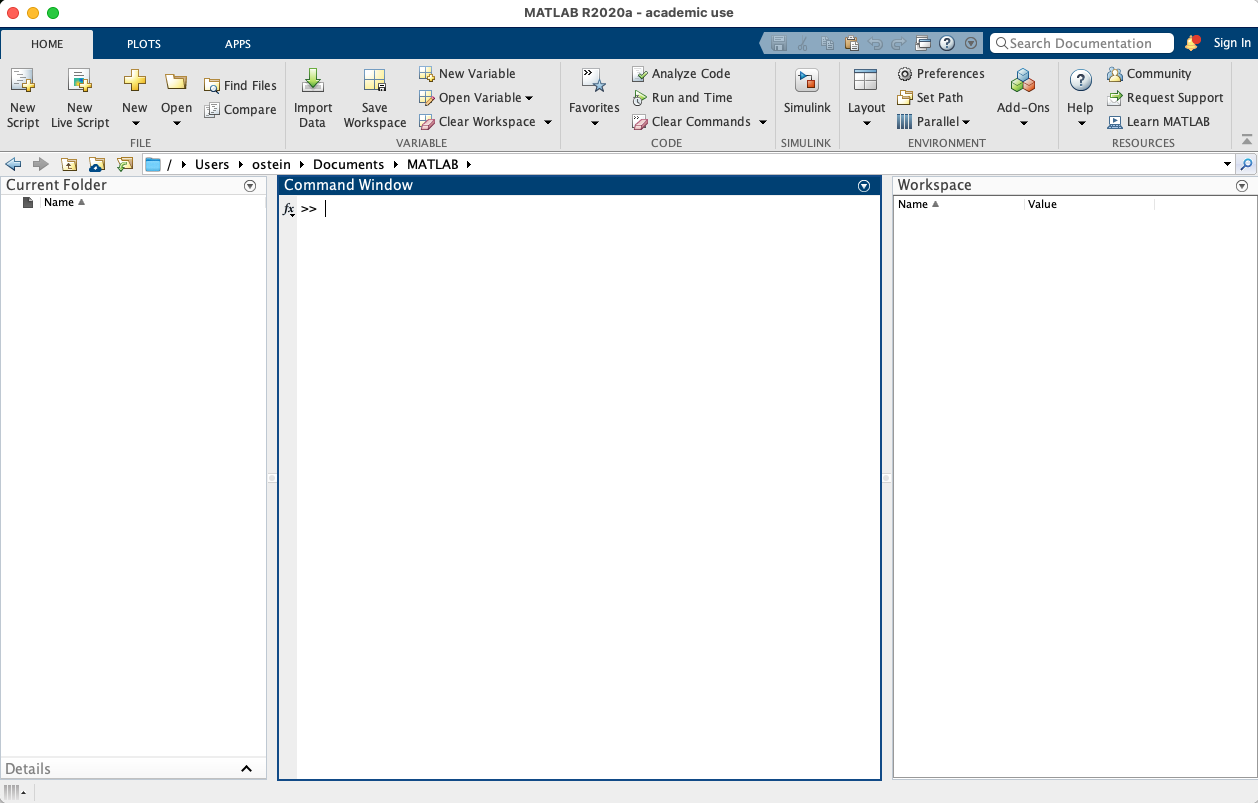 MATLAB R2020a - academic use
HOME PLOTS APPS Search Documentation Sign In
New Script
New Live Script
New
Open
Find Files
Compare
FILE
Import Data
Save Workspace
New Variable
Open Variable
Clear Workspace
VARIABLE
Favorites
Analyze Code
Run and Time
Clear Commands
CODE
Simulink
SIMULINK
Layout
Preferences
Set Path
Parallel
Add-Ons
ENVIRONMENT
Help
Community
Request Support
Learn MATLAB
RESOURCES
/ Users ostein Documents MATLAB
Current Folder
Name
Details
Command Window
fx >>
Workspace
Name Value